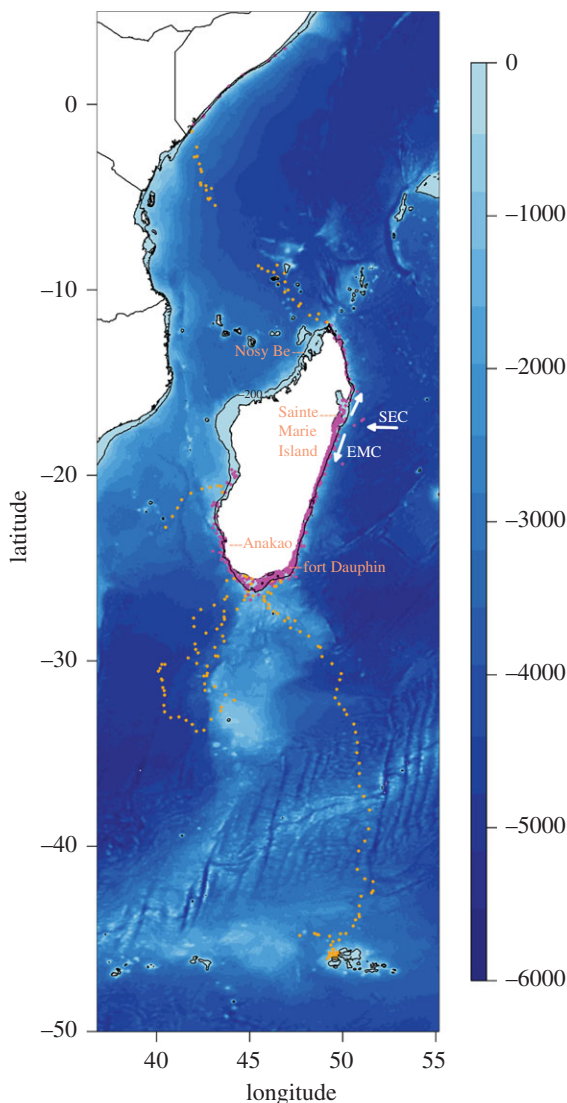 0
–10
–20
–30
–40
–50
latitude
40
45
50
55
longitude
0
–1000
–2000
–3000
–4000
–5000
–6000
Nosy Be
–200
Sainte
Marie
Island
SEC
EMC
Anakao
fort Dauphin